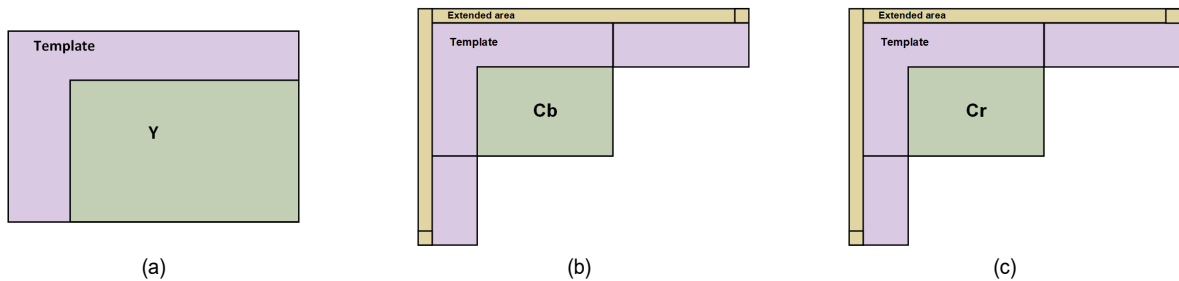 Template
Y
(a)
Extended area
Template
Cb
(b)
Extended area
Template
Cr
(c)